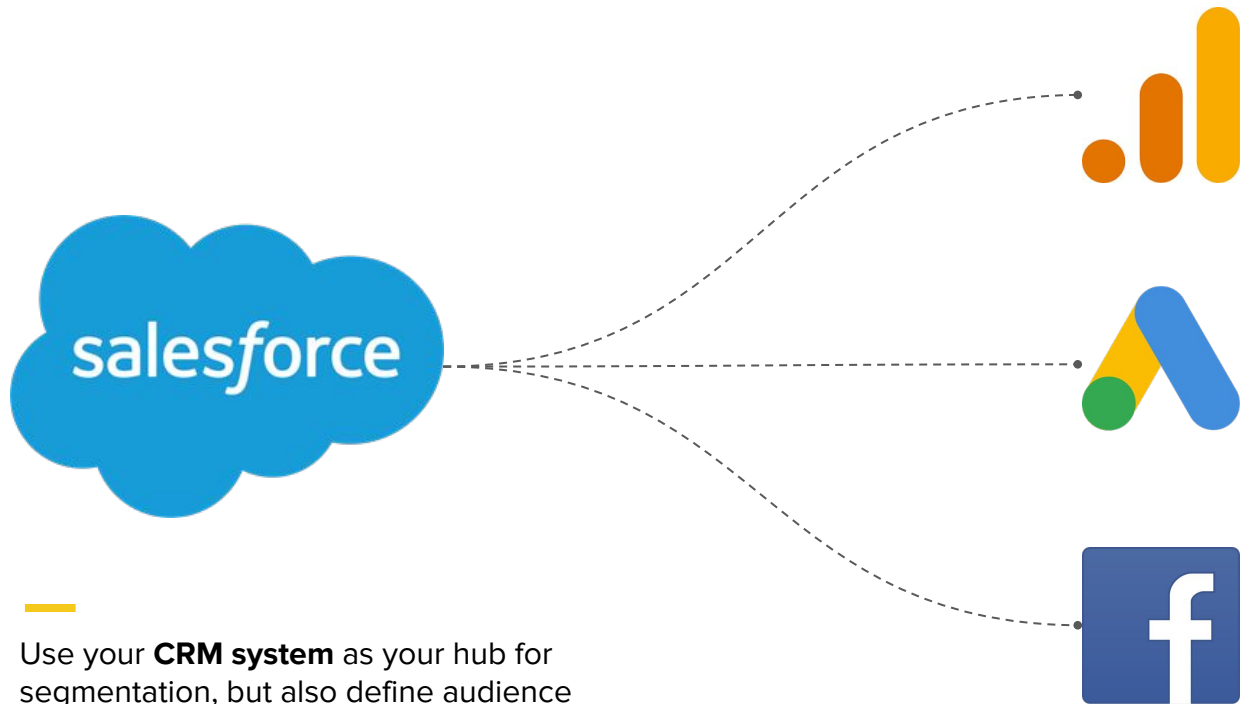 salesforce
f
Use your CRM system as your hub for
segmentation, but also define audience